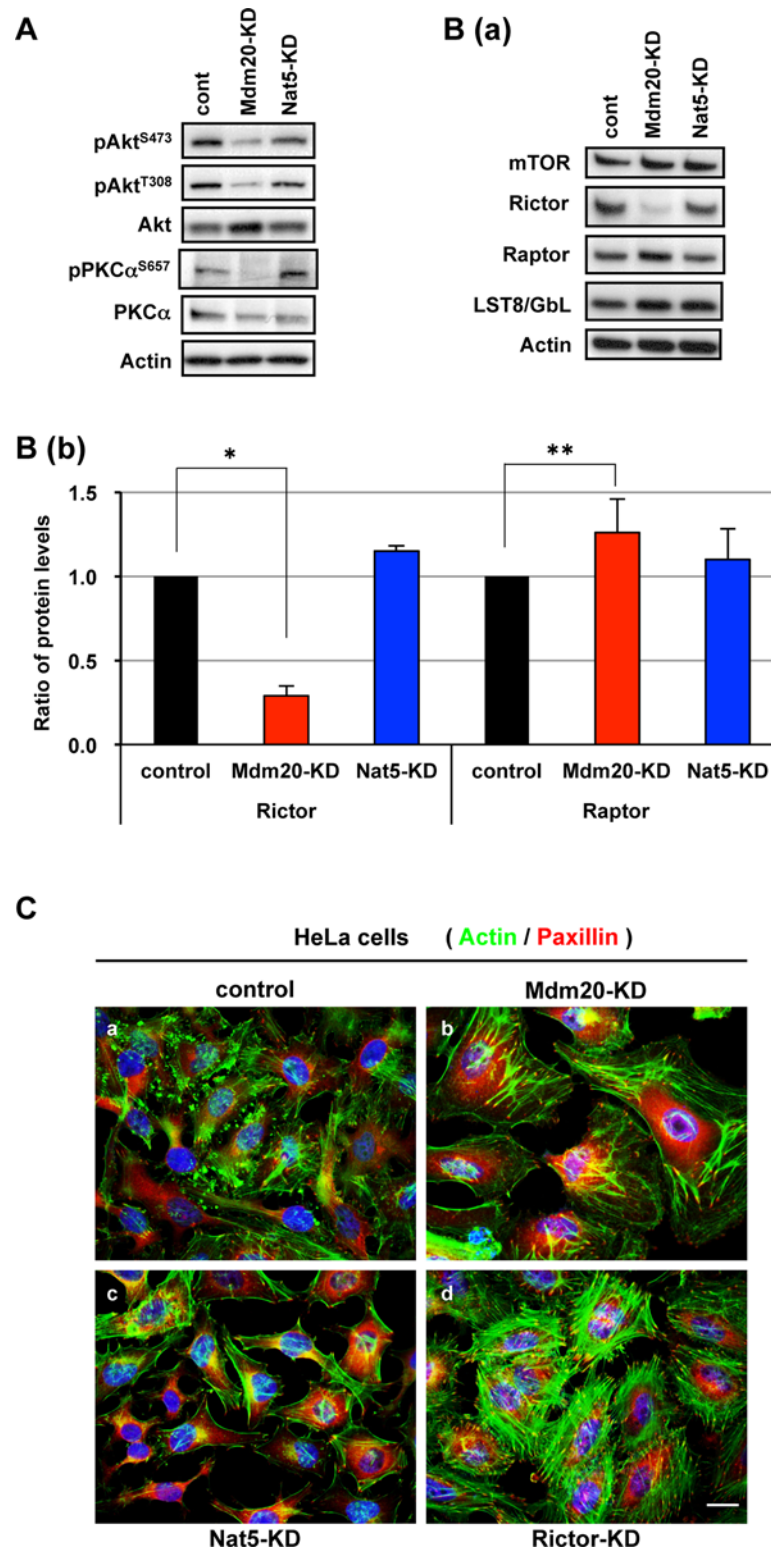 A
cont
Mdm20-KD
Nat5-KD
pAktS473
pAktT308
Akt
pPKCαS657
PKCα
Actin
B (a)
cont
Mdm20-KD
Nat5-KD
mTOR
Rictor
Raptor
LST8/GbL
Actin
B (b)
*
**
Ratio of protein levels
1.5
1.0
0.5
0.0
control Mdm20-KD Nat5-KD control Mdm20-KD Nat5-KD
Rictor Raptor
C
HeLa cells ( Actin / Paxillin )
control Mdm20-KD
a b
c d
Nat5-KD Rictor-KD